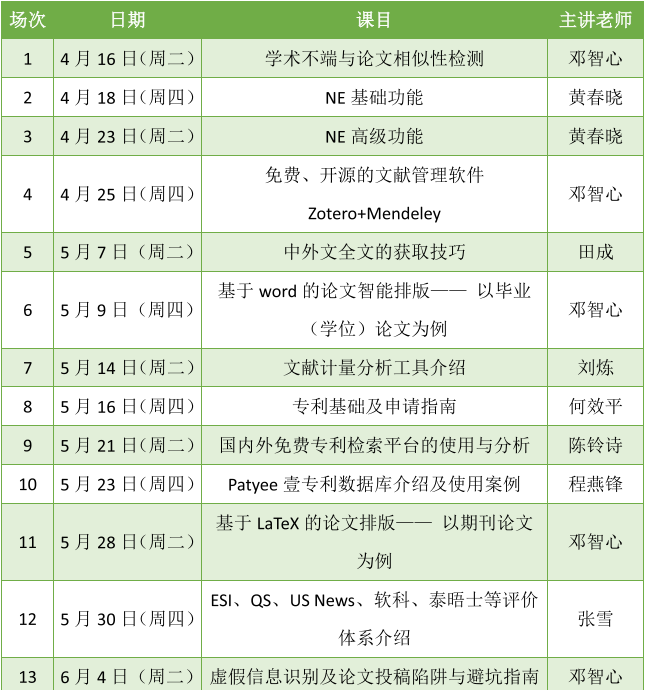 场次 日期 课目 主讲老师
1 4 月 16 日（周二） 学术不端与论文相似性检测 邓智心
2 4 月 18 日（周四） NE 基础功能 黄春晓
3 4 月 23 日（周二） NE 高级功能 黄春晓
4 4 月 25 日（周四） 免费、开源的文献管理软件
Zotero+Mendeley 邓智心
5 5 月 7 日（周二） 中外文全文的获取技巧 田成
6 5 月 9 日（周四） 基于 word 的论文智能排版—— 以毕业
（学位）论文为例 邓智心
7 5 月 14 日（周二） 文献计量分析工具介绍 刘炼
8 5 月 16 日（周四） 专利基础及申请指南 何效平
9 5 月 21 日（周二） 国内外免费专利检索平台的使用与分析 陈铃诗
10 5 月 23 日（周四） Patyee 壹专利数据库介绍及使用案例 程燕锋
11 5 月 28 日（周二） 基于 LaTeX 的论文排版—— 以期刊论文
为例 邓智心
12 5 月 30 日（周四） ESI、QS、US News、软科、泰晤士等评价
体系介绍 张雪
13 6 月 4 日（周二） 虚假信息识别及论文投稿陷阱与避坑指南 邓智心